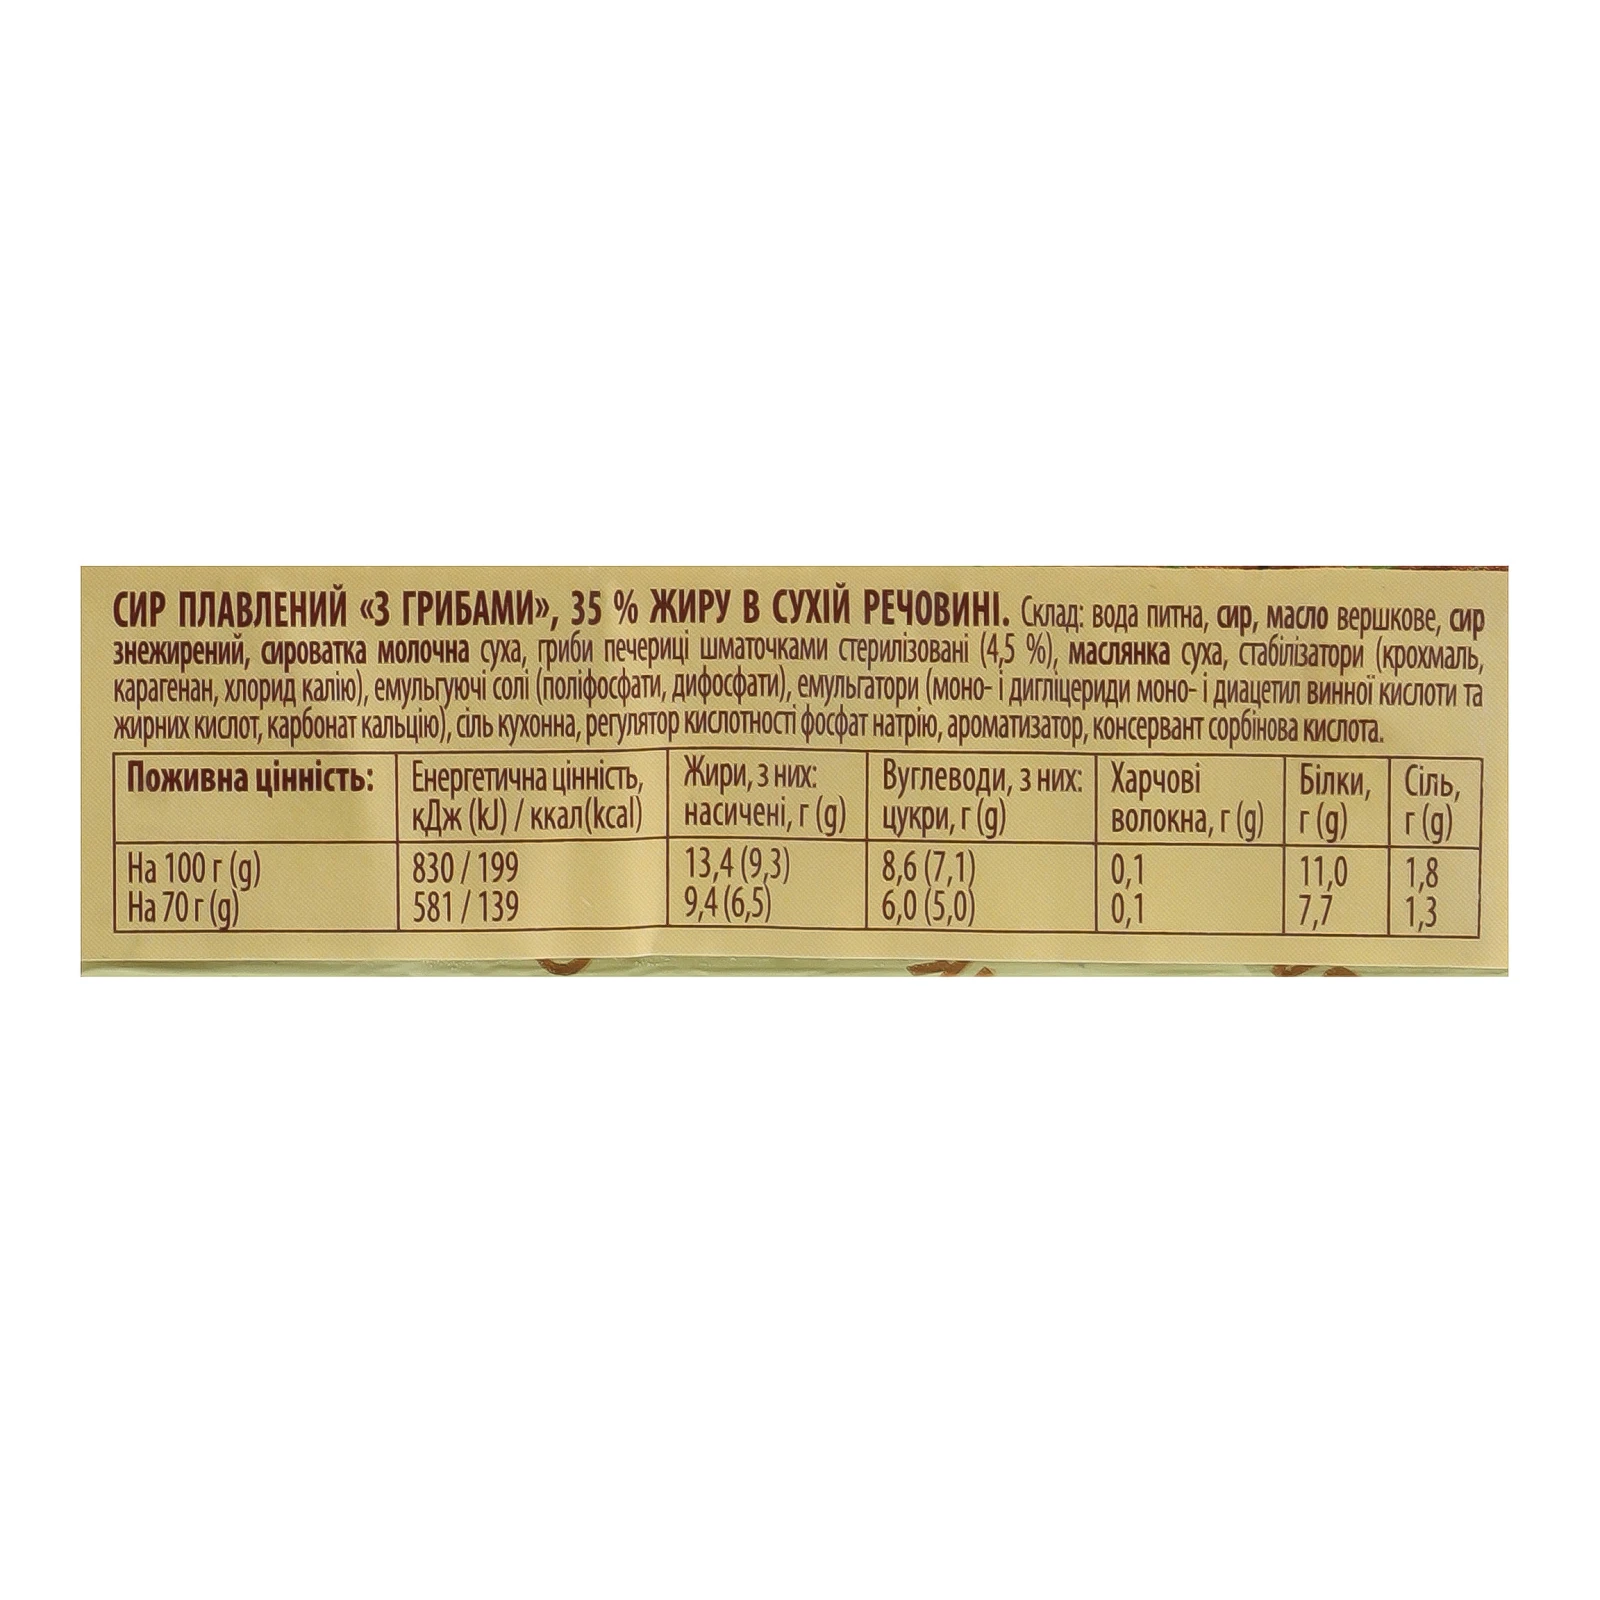 СИР ПЛАВЛЕНИЙ «З ГРИБАМИ», 35 % ЖИРУ В СУХІЙ РЕЧОВИНІ. Склад: вода питна, сир, масло вершкове, сир
знежирений, сироватка молочна суха, гриби печериці шматочками стерилізовані (4,5 %), маслянка суха, стабілізатори (крохмаль,
карагенан, хлорид калію), емульгуючі солі (поліфосфати, дифосфати), емульгатори (моно- і дигліцериди моно- і диацетил винної кислоти та
жирних кислот, карбонат кальцію), сіль кухонна, регулятор кислотності фосфат натрію, ароматизатор, консервант сорбінова кислота.
Поживна цінність: Енергетична цінність, Жири, з них: Вуглеводи, з них: Харчові Білки, Сіль,
кДж (kJ) / ккал(kcal) насичені, г (g) цукри, г (g) волокна, г (g) г (g) г (g)
На 100 г (g) 830 / 199 13,4 (9,3) 8,6 (7,1) 0,1 11,0 1,8
На 70 г (g) 581 / 139 9,4 (6,5) 6,0 (5,0) 0,1 7,7 1,3